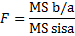 F = MS b/a / MS sisa